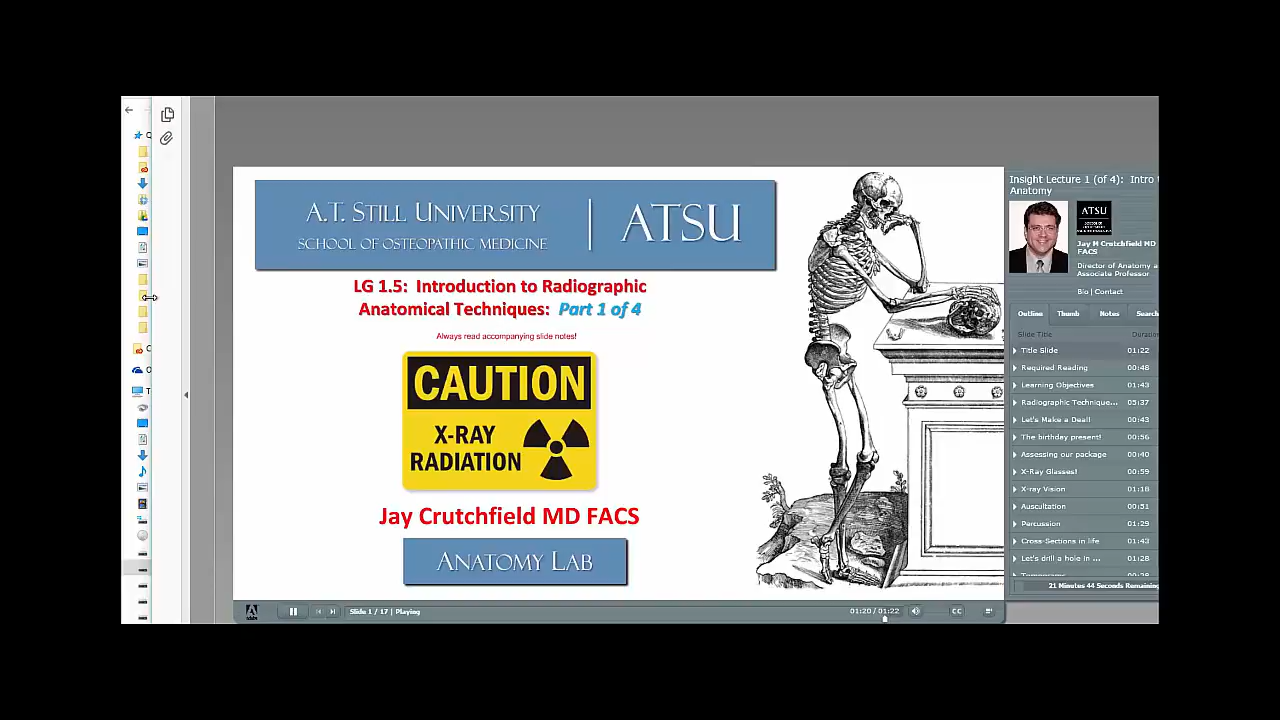 A.T. STILL UNIVERSITY
SCHOOL OF OSTEOPATHIC MEDICINE
ATSU
LG 1.5: Introduction to Radiographic
Anatomical Techniques: Part 1 of 4
Always read accompanying slide notes!
CAUTION
X-RAY
RADIATION
Jay Crutchfield MD FACS
ANATOMY LAB
Insight Lecture 1 (of 4): Intro
Anatomy
ATSU
Jay M Crutchfield MD
FACS
Director of Anatomy a
Associate Professor
Bio | Contact
Outline Thumb Notes Search
Slide Title Duration
Title Slide 01:22
Required Reading 00:48
Learning Objectives 01:43
Radiographic Technique... 05:37
Let's Make a Deal! 00:43
The birthday present! 00:56
Assessing our package 00:40
X-Ray Glasses! 00:59
X-ray Vision 01:18
Auscultation 00:51
Percussion 01:29
Cross-Sections in life 01:43
Let's drill a hole in ... 01:28
21 Minutes 44 Seconds Remaining
Slide 1 / 17 | Playing 01:20 / 01:22 CC